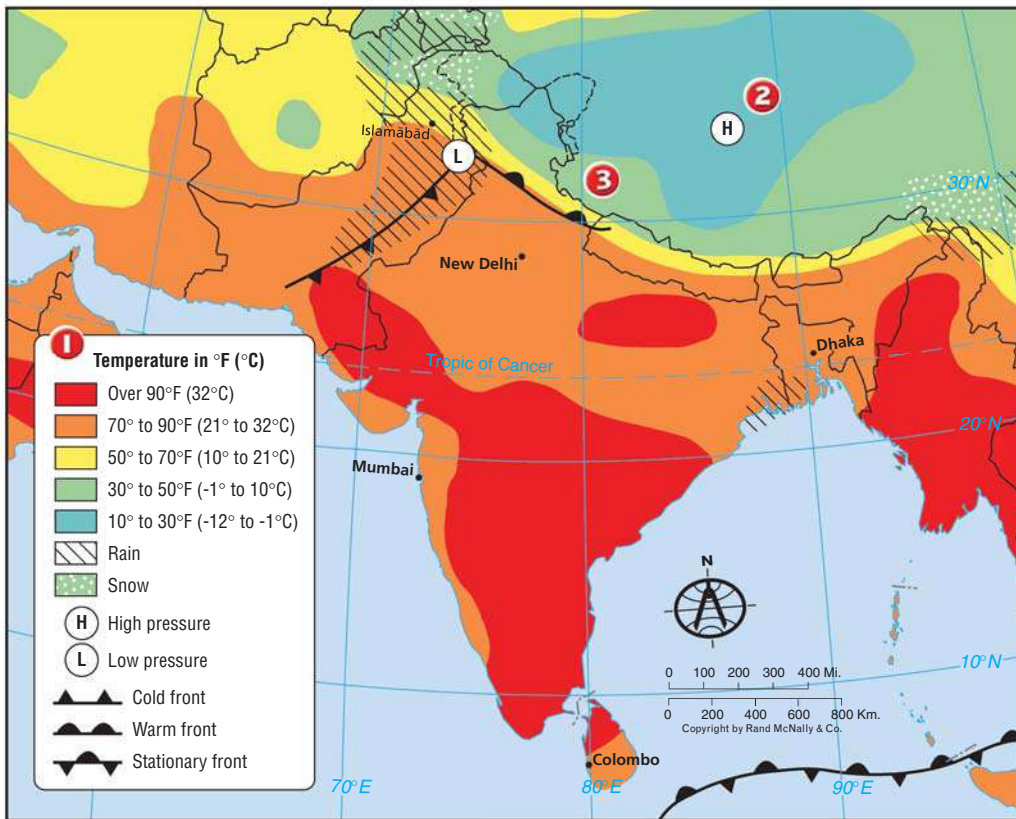 2
H
Islamābād
L
3
30°N
New Delhi
1
Temperature in °F (°C)
Over 90°F (32°C)
70° to 90°F (21° to 32°C)
50° to 70°F (10° to 21°C)
30° to 50°F (-1° to 10°C)
10° to 30°F (-12° to -1°C)
Rain
Snow
H High pressure
L Low pressure
Cold front
Warm front
Stationary front
Tropic of Cancer
Dhaka
20°N
Mumbai
N
10°N
0 100 200 300 400 Mi.
0 200 400 600 800 Km.
Copyright by Rand McNally & Co.
Colombo
70°E
80°E
90°E